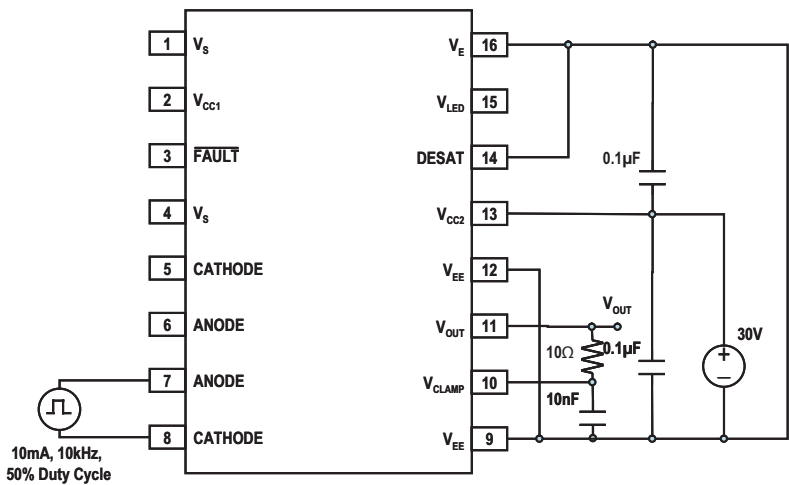 1 VS
2 VCC1
3 FAULT
4 VS
5 CATHODE
6 ANODE
7 ANODE
8 CATHODE
VE 16
VLED 15
DESAT 14
VCC2 13
VEE 12
VOUT 11
VCLAMP 10
VEE 9
0.1µF
VOUT
10Ω
0.1µF
10nF
30V
+
–
10mA, 10kHz,
50% Duty Cycle